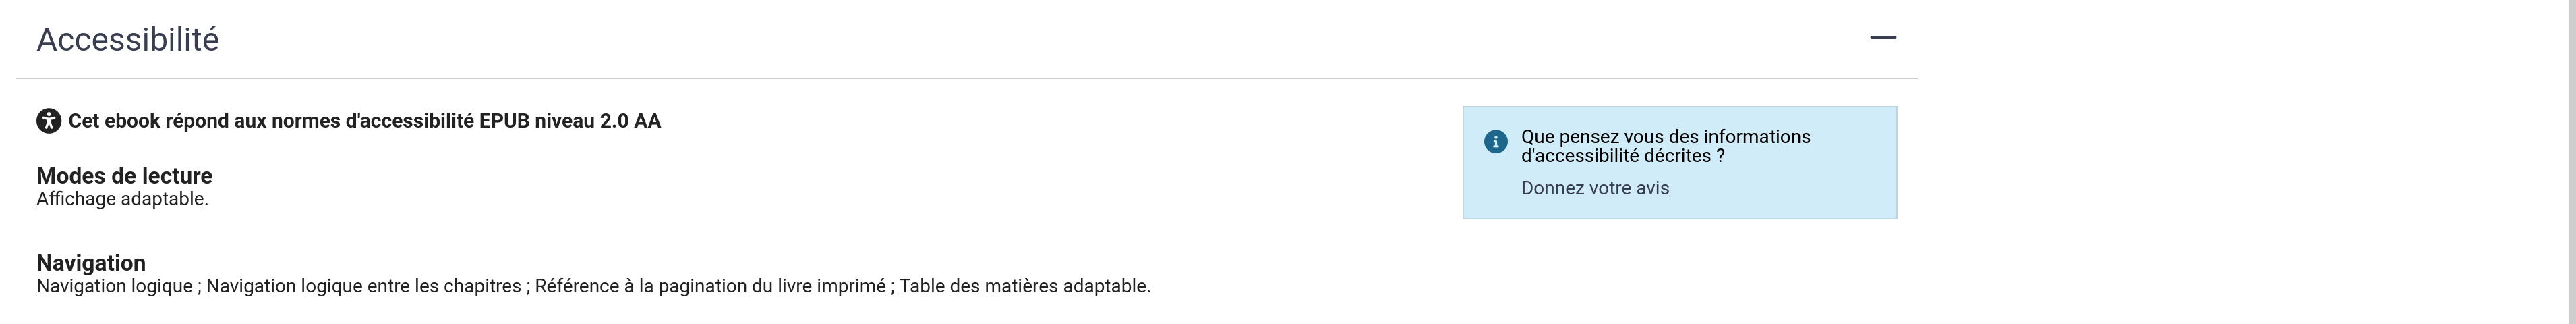 Accessibilité
Cet ebook répond aux normes d'accessibilité EPUB niveau 2.0 AA
Modes de lecture
Affichage adaptable.
Navigation
Navigation logique ; Navigation logique entre les chapitres ; Référence à la pagination du livre imprimé ; Table des matières adaptable.
Que pensez vous des informations
d'accessibilité décrites ?
Donnez votre avis